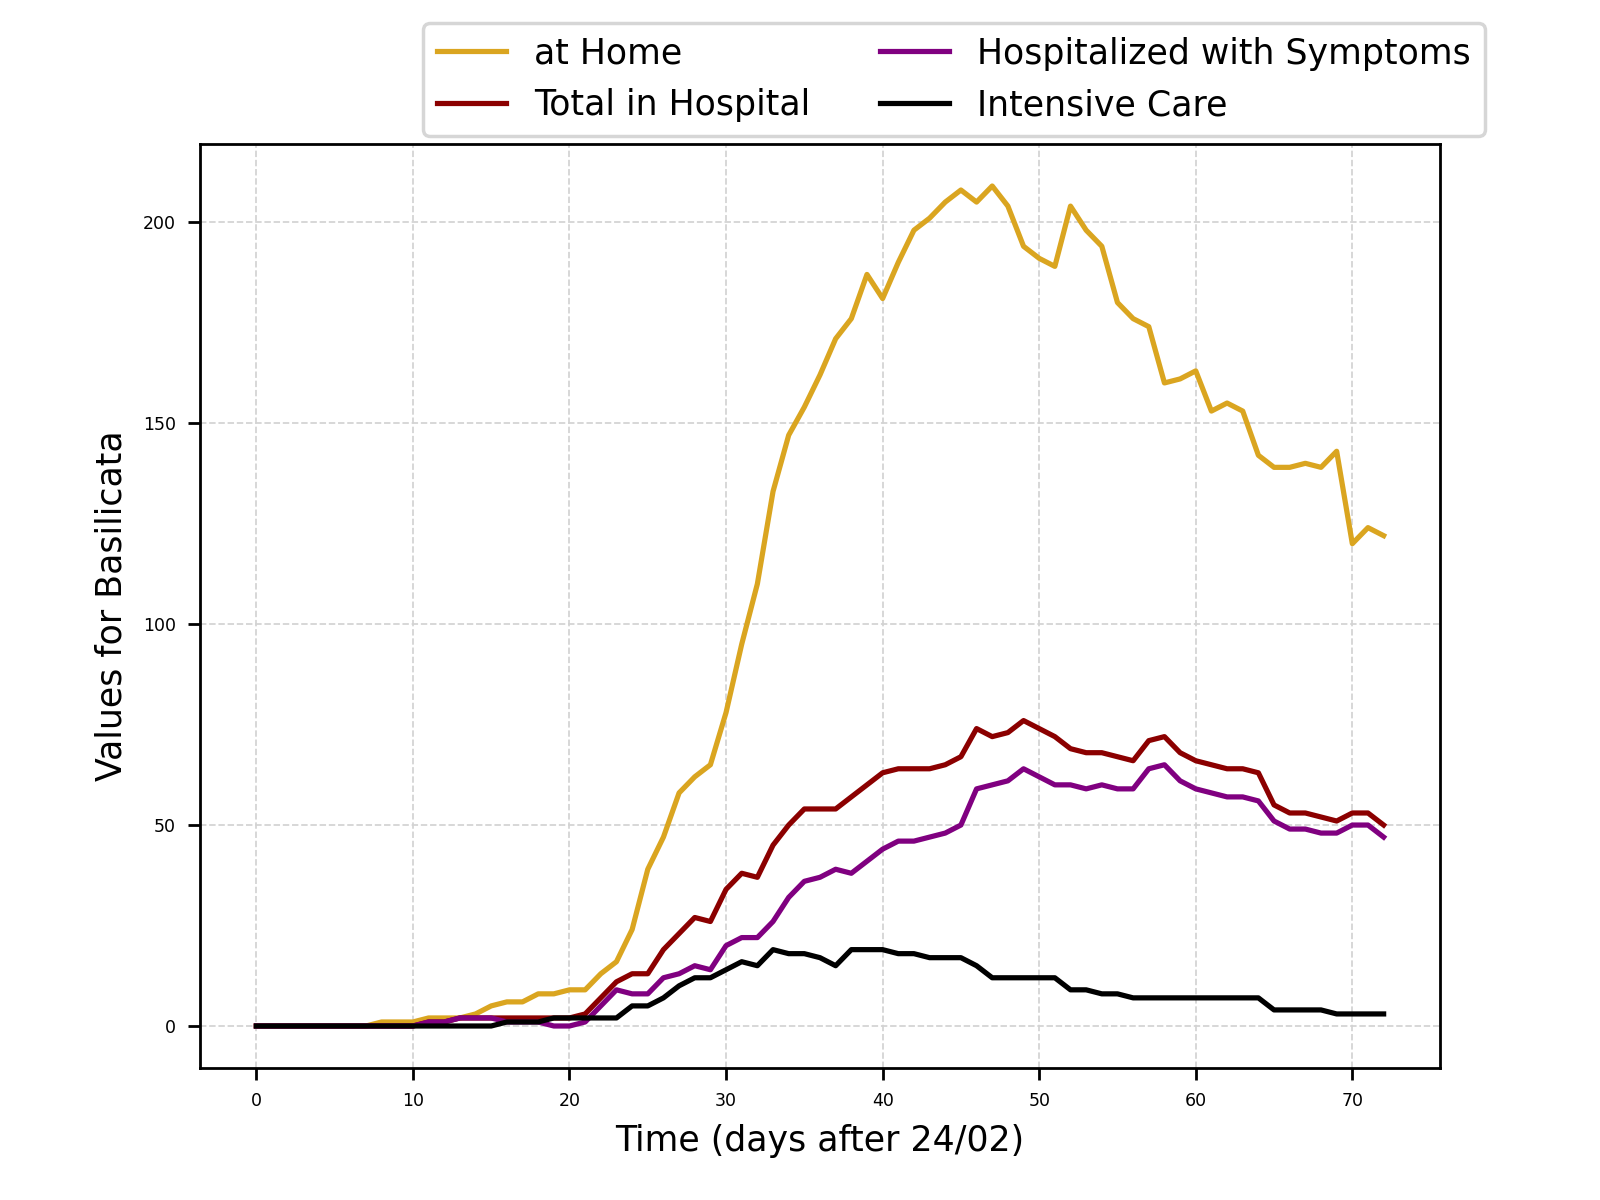 at Home
Total in Hospital
Hospitalized with Symptoms
Intensive Care
Values for Basilicata
200
150
100
50
0
0 10 20 30 40 50 60 70
Time (days after 24/02)